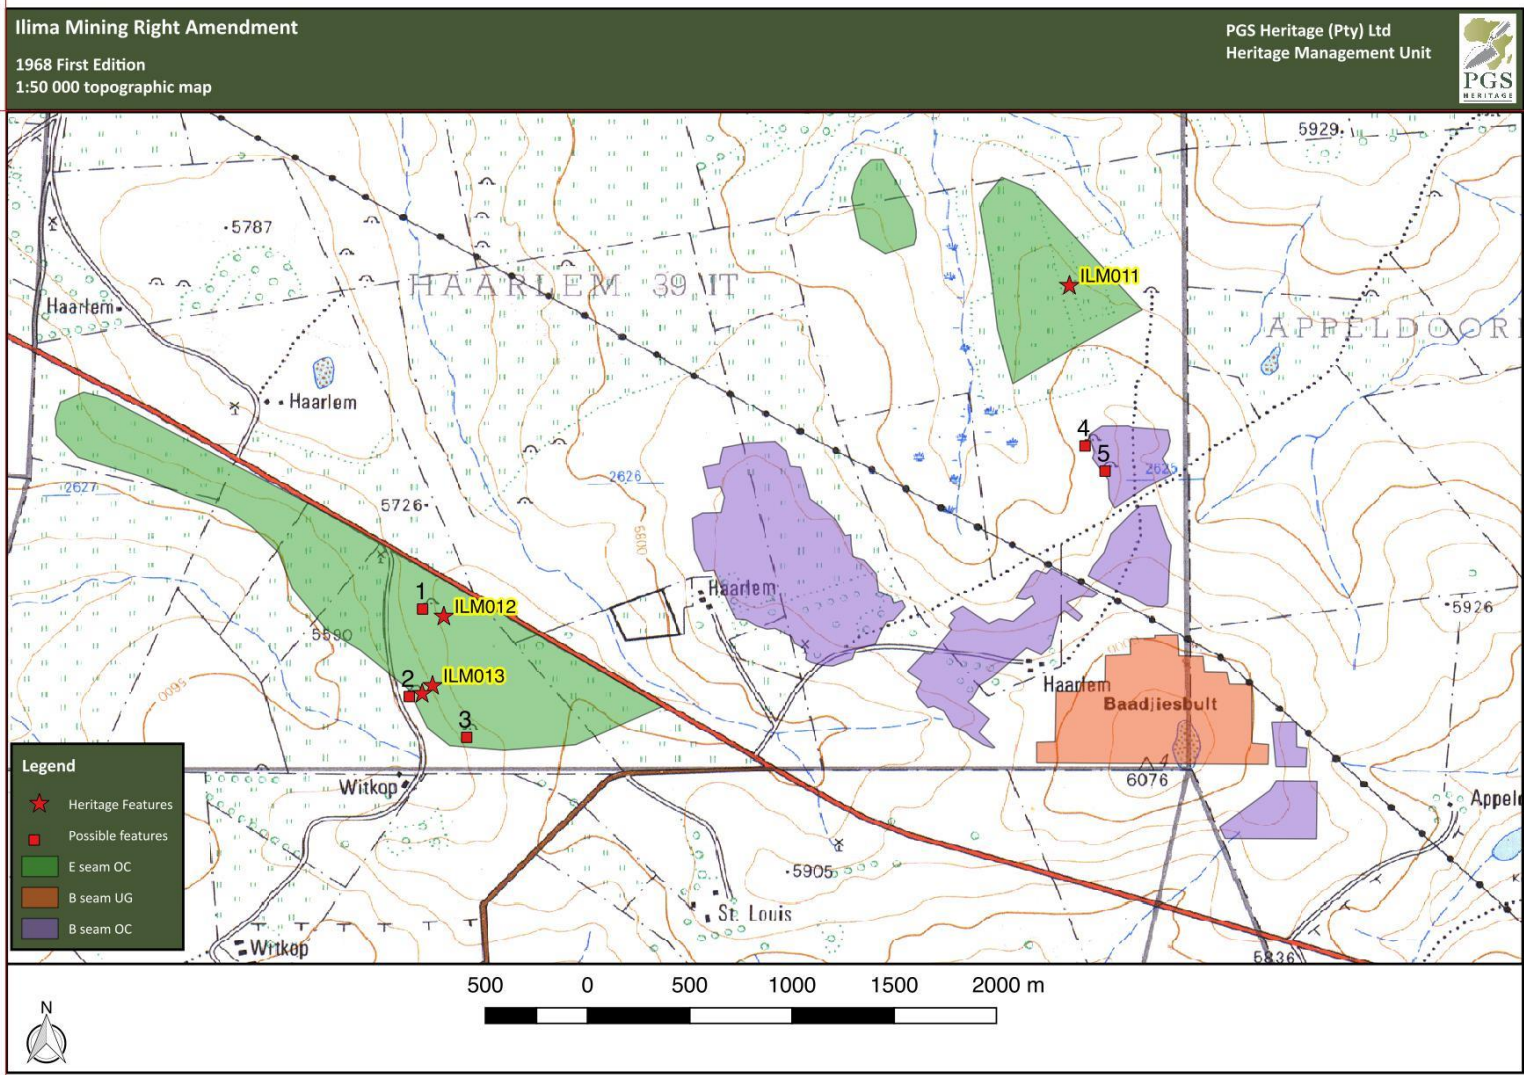 Ilima Mining Right Amendment
1968 First Edition
1:50 000 topographic map
PGS Heritage (Pty) Ltd
Heritage Management Unit
PGS
HERITAGE
5929
5787
HAARLEM 39 IT
ILM011
Haarlem
APPELDOOR
Haarlem
4
5
2625
2627
2626
5726
5500
1
ILM012
Haarlem
5926
5590
2
ILM013
5600
Haarlem
Baadjiesbult
3
Legend
Heritage Features
Possible features
E seam OC
B seam UG
B seam OC
4
6076
Witkop
Appel
5905
St. Louis
Witkop
5836
500 0 500 1000 1500 2000 m
N